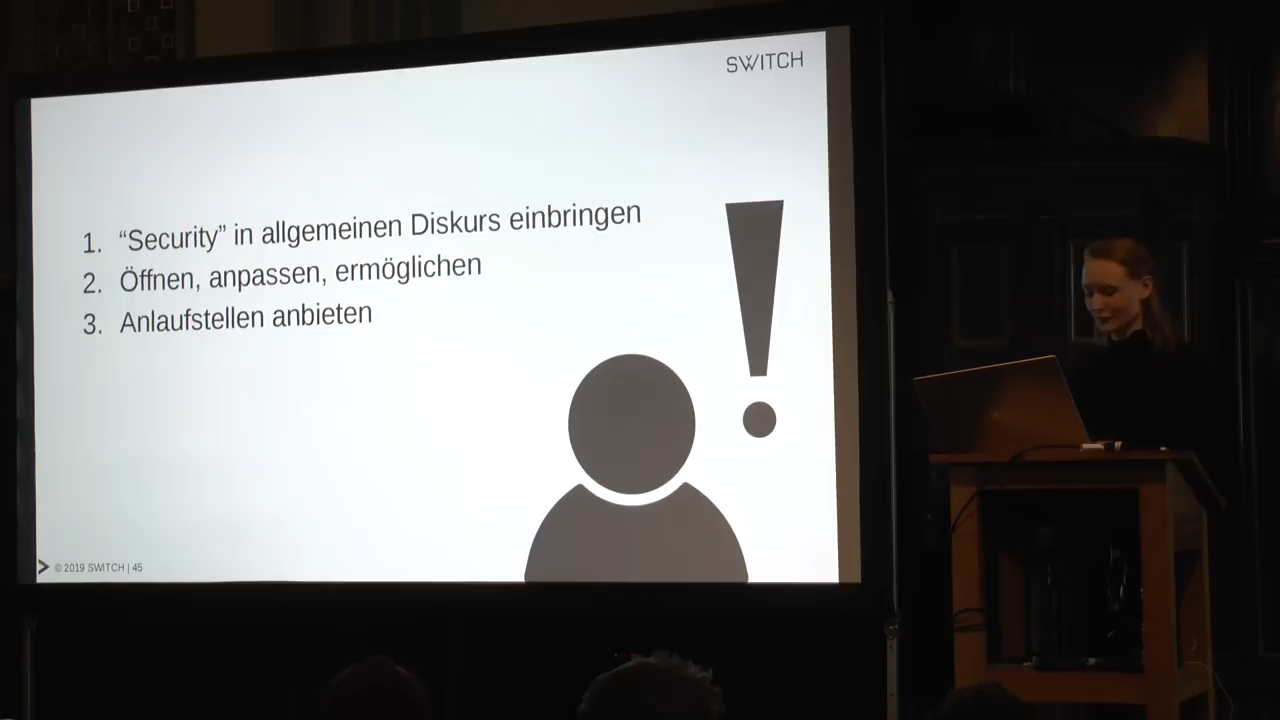 SWITCH
1. “Security” in allgemeinen Diskurs einbringen
2. Öffnen, anpassen, ermöglichen
3. Anlaufstellen anbieten
© 2019 SWITCH | 45